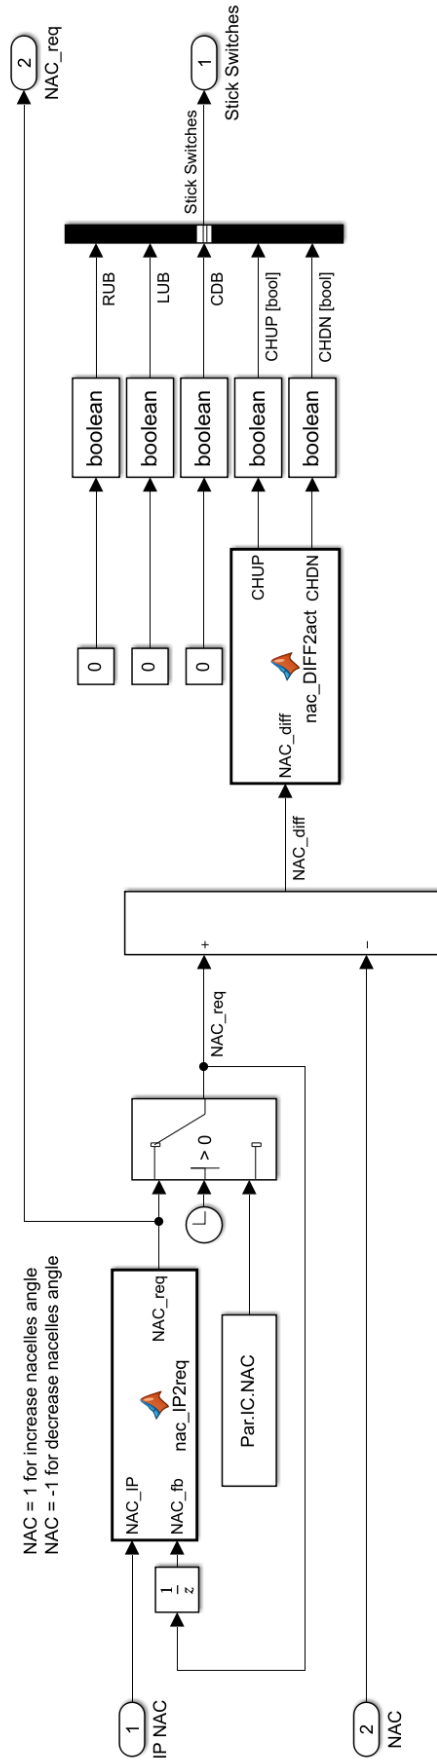 NAC = 1 for increase nacelles angle
NAC = -1 for decrease nacelles angle
1
IP NAC
1
z
NAC_IP
NAC_fb
nac_IP2req
NAC_req
Par.IC.NAC
> 0
NAC_req
2
NAC
+
-
NAC_diff
NAC_diff
nac_DIFF2act
CHUP
CHDN
0
0
0
boolean
boolean
boolean
boolean
boolean
RUB
LUB
CDB
CHUP [bool]
CHDN [bool]
Stick Switches
1
Stick Switches
2
NAC_req